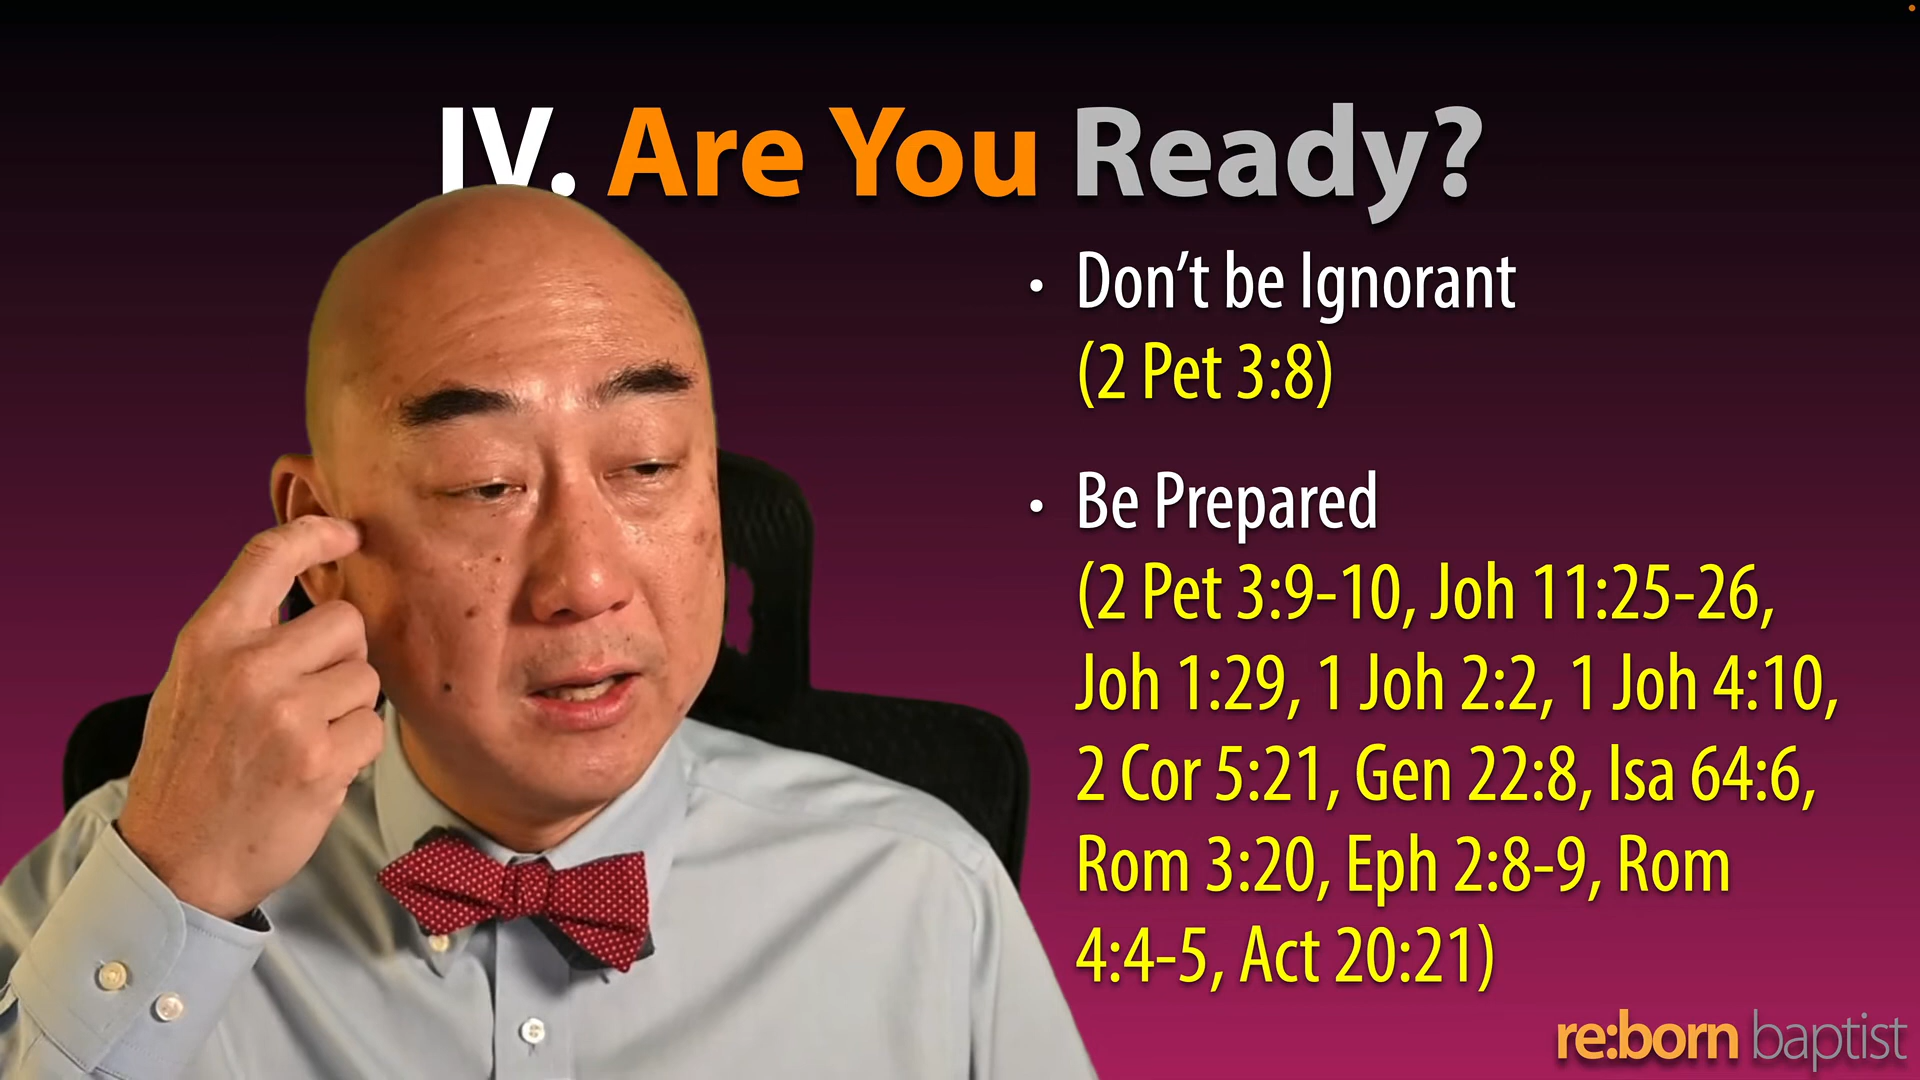 IV. Are You Ready?
• Don’t be Ignorant
(2 Pet 3:8)
• Be Prepared
(2 Pet 3:9-10, Joh 11:25-26,
Joh 1:29, 1 Joh 2:2, 1 Joh 4:10,
2 Cor 5:21, Gen 22:8, Isa 64:6,
Rom 3:20, Eph 2:8-9, Rom
4:4-5, Act 20:21)
re:born baptist